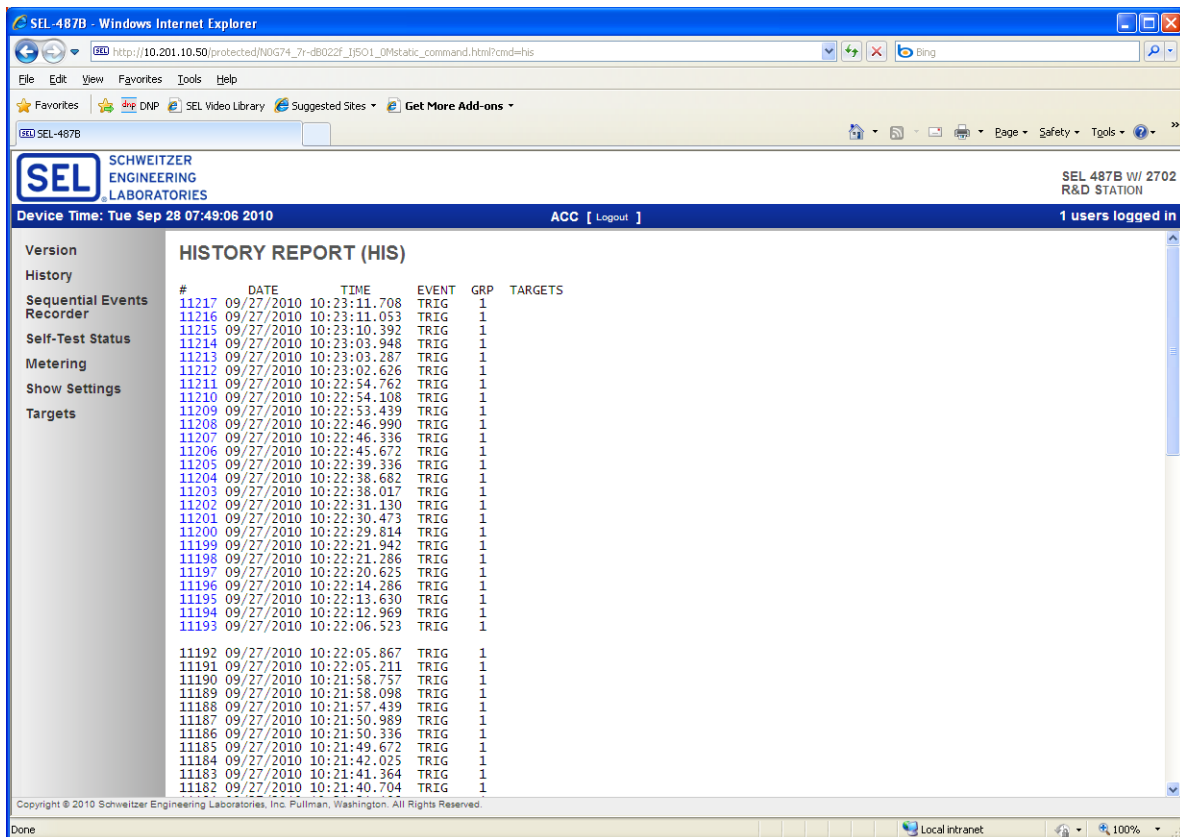 SEL-487B - Windows Internet Explorer
http://10.201.10.50/protected/N0G74_7r-dB022f_Ij5O1_0Mstatic_command.html?cmd=his
Bing
File Edit View Favorites Tools Help
Favorites DNP SEL Video Library Suggested Sites Get More Add-ons
SEL-487B
Page Safety Tools
SEL SCHWEITZER
ENGINEERING
LABORATORIES
SEL 487B W/ 2702
R&D STATION
Device Time: Tue Sep 28 07:49:06 2010 ACC [ Logout ] 1 users logged in
Version
History
Sequential Events
Recorder
Self-Test Status
Metering
Show Settings
Targets
HISTORY REPORT (HIS)
# DATE TIME EVENT GRP TARGETS
11217 09/27/2010 10:23:11.708 TRIG 1
11216 09/27/2010 10:23:11.053 TRIG 1
11215 09/27/2010 10:23:10.392 TRIG 1
11214 09/27/2010 10:23:03.948 TRIG 1
11213 09/27/2010 10:23:03.287 TRIG 1
11212 09/27/2010 10:23:02.626 TRIG 1
11211 09/27/2010 10:22:54.762 TRIG 1
11210 09/27/2010 10:22:54.108 TRIG 1
11209 09/27/2010 10:22:53.439 TRIG 1
11208 09/27/2010 10:22:46.990 TRIG 1
11207 09/27/2010 10:22:46.336 TRIG 1
11206 09/27/2010 10:22:45.672 TRIG 1
11205 09/27/2010 10:22:39.336 TRIG 1
11204 09/27/2010 10:22:38.682 TRIG 1
11203 09/27/2010 10:22:38.017 TRIG 1
11202 09/27/2010 10:22:31.130 TRIG 1
11201 09/27/2010 10:22:30.473 TRIG 1
11200 09/27/2010 10:22:29.814 TRIG 1
11199 09/27/2010 10:22:21.942 TRIG 1
11198 09/27/2010 10:22:21.286 TRIG 1
11197 09/27/2010 10:22:20.625 TRIG 1
11196 09/27/2010 10:22:14.286 TRIG 1
11195 09/27/2010 10:22:13.630 TRIG 1
11194 09/27/2010 10:22:12.969 TRIG 1
11193 09/27/2010 10:22:06.523 TRIG 1
11192 09/27/2010 10:22:05.867 TRIG 1
11191 09/27/2010 10:22:05.211 TRIG 1
11190 09/27/2010 10:21:58.757 TRIG 1
11189 09/27/2010 10:21:58.098 TRIG 1
11188 09/27/2010 10:21:57.439 TRIG 1
11187 09/27/2010 10:21:50.989 TRIG 1
11186 09/27/2010 10:21:50.336 TRIG 1
11185 09/27/2010 10:21:49.672 TRIG 1
11184 09/27/2010 10:21:42.025 TRIG 1
11183 09/27/2010 10:21:41.364 TRIG 1
11182 09/27/2010 10:21:40.704 TRIG 1
Copyright © 2010 Schweitzer Engineering Laboratories, Inc. Pullman, Washington. All Rights Reserved.
Done Local intranet 100%